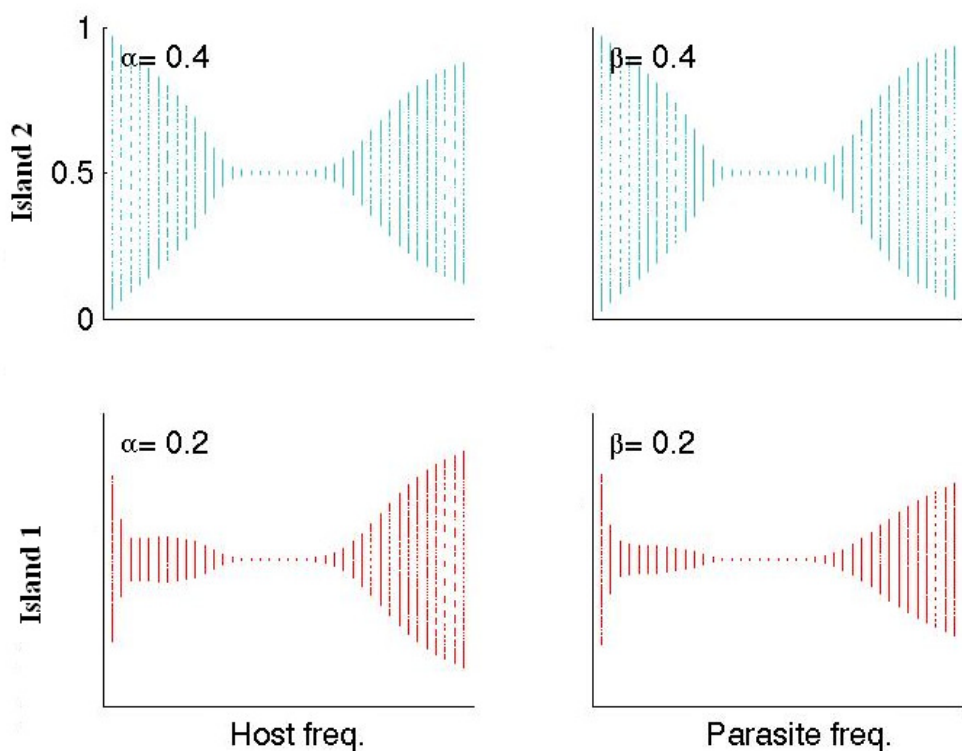 1
α= 0.4
β= 0.4
Island 2
0.5
0
α= 0.2
β= 0.2
Island 1
Host freq.
Parasite freq.